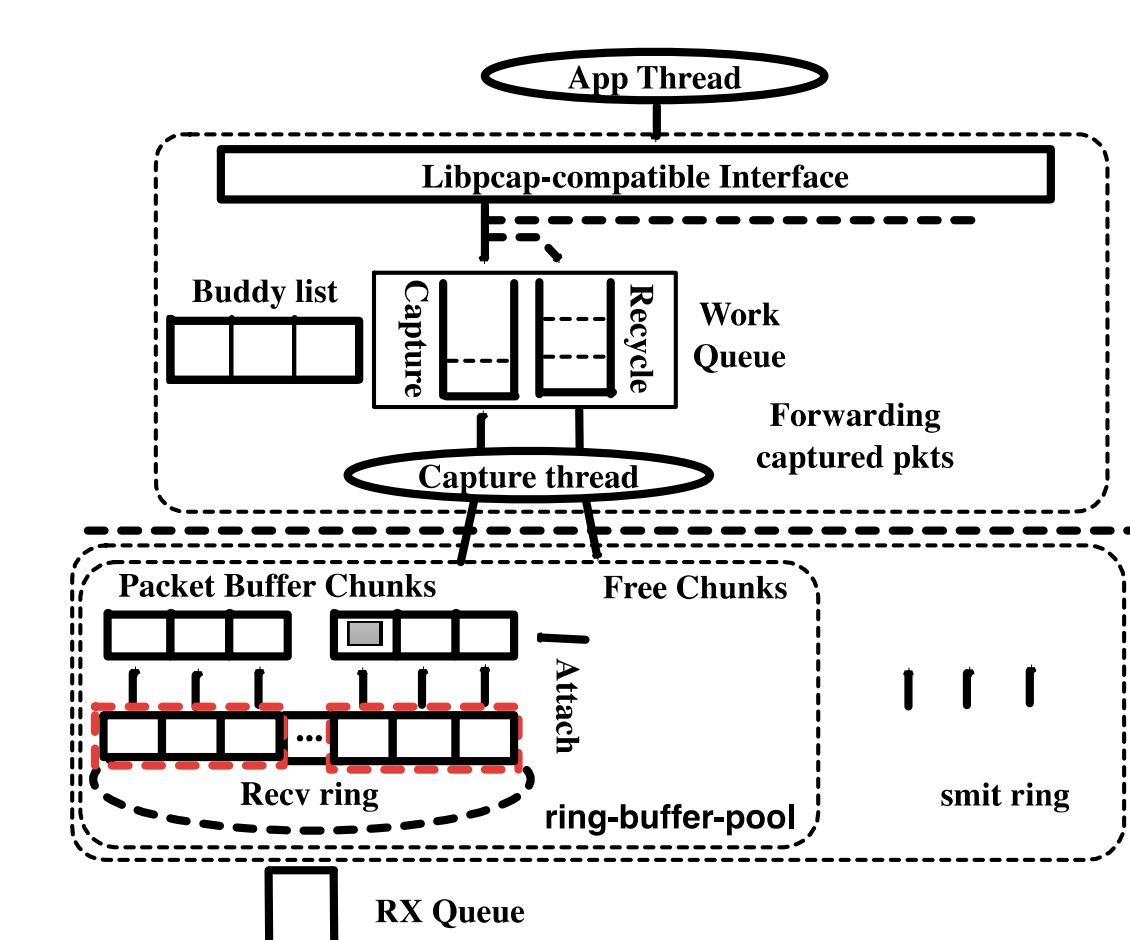 App Thread
Libpcap-compatible Interface
Buddy list
Capture
Recycle
Work
Queue
Forwarding
captured pkts
Capture thread
Packet Buffer Chunks
Free Chunks
Attach
...
Recv ring
smit ring
ring-buffer-pool
RX Queue